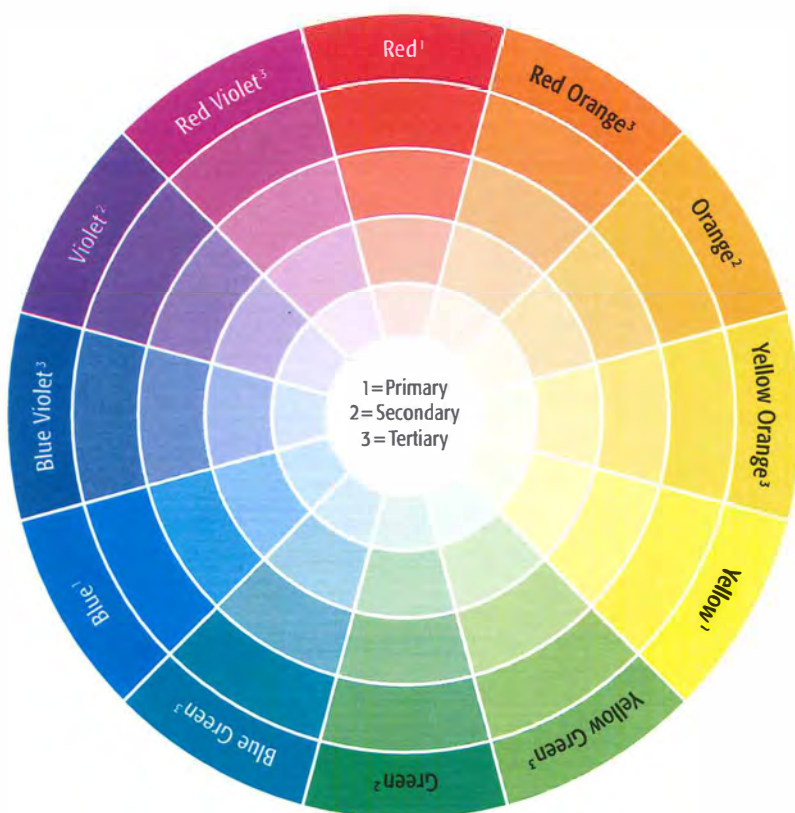 Red¹
Red Orange³
Orange²
Yellow Orange³
Yellow¹
Yellow Green³
Green²
Blue Green³
Blue¹
Blue Violet³
Violet²
Red Violet³
1=Primary
2=Secondary
3=Tertiary